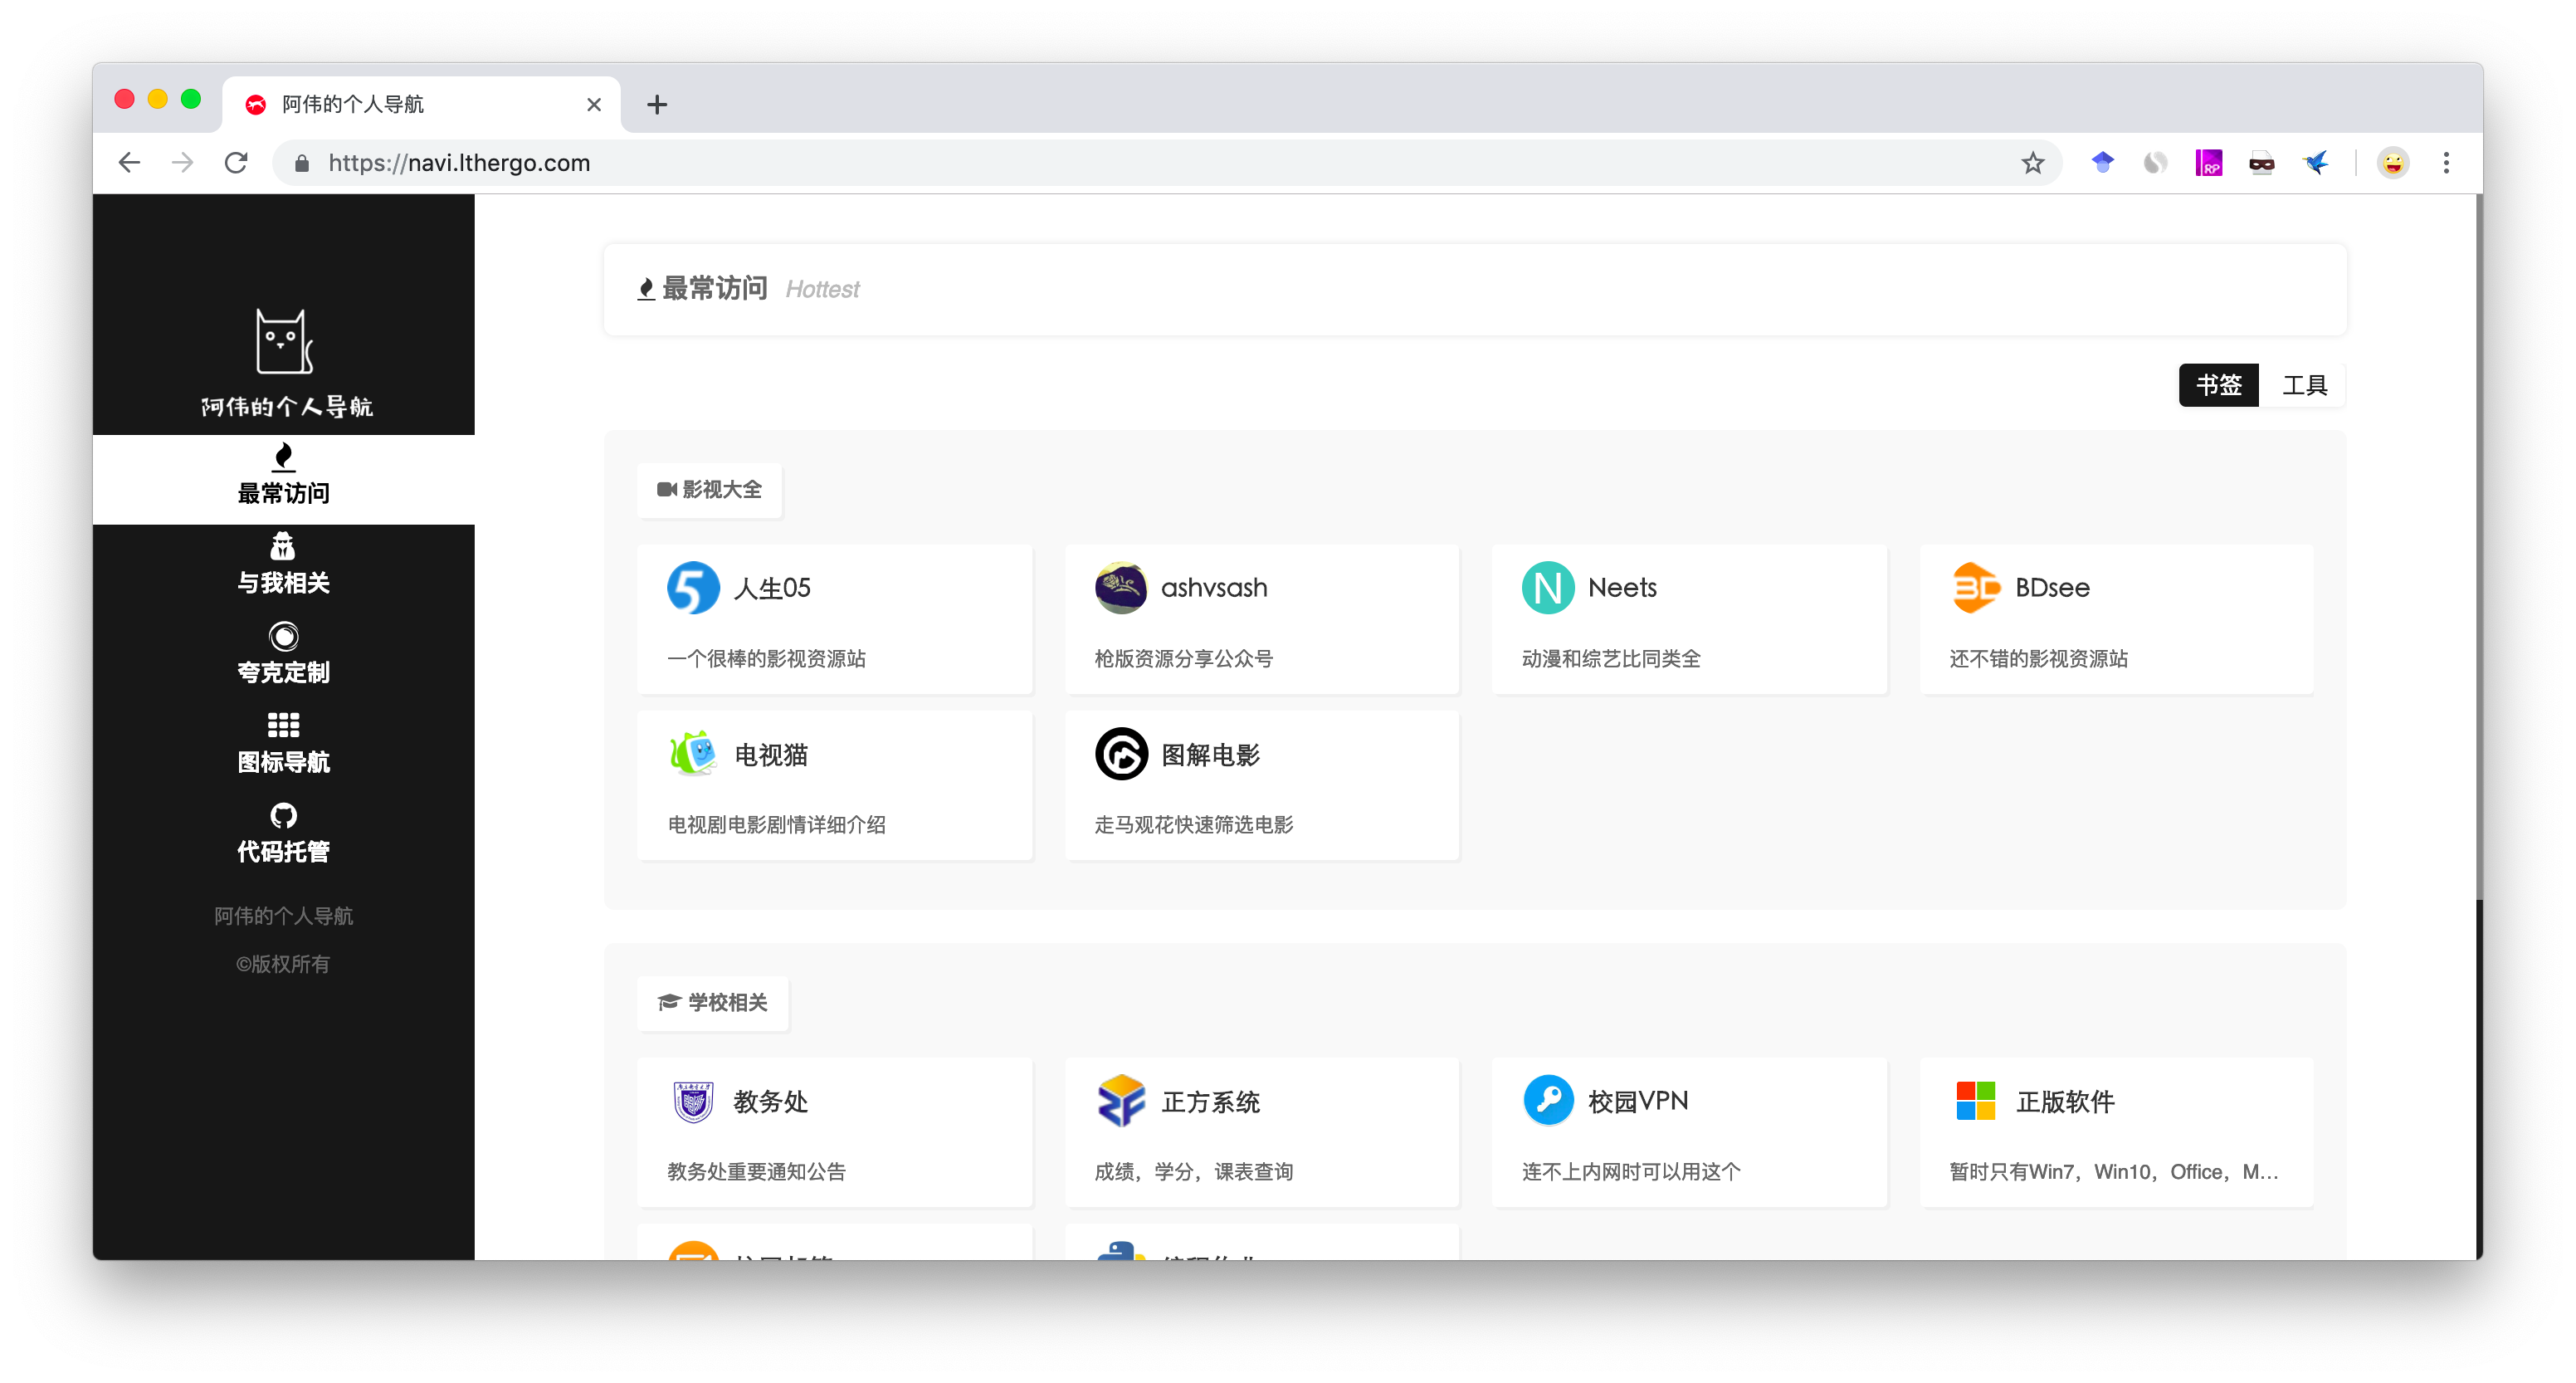 阿伟的个人导航
https://navi.lthergo.com
阿伟的个人导航
最常访问
与我相关
夸克定制
图标导航
代码托管
阿伟的个人导航
©版权所有
最常访问 Hottest
书签 工具
影视大全
人生05
一个很棒的影视资源站
ashvsash
枪版资源分享公众号
Neets
动漫和综艺比同类全
BDsee
还不错的影视资源站
电视猫
电视剧电影剧情详细介绍
图解电影
走马观花快速筛选电影
学校相关
教务处
教务处重要通知公告
正方系统
成绩，学分，课表查询
校园VPN
连不上内网时可以用这个
正版软件
暂时只有Win7，Win10，Office，M...